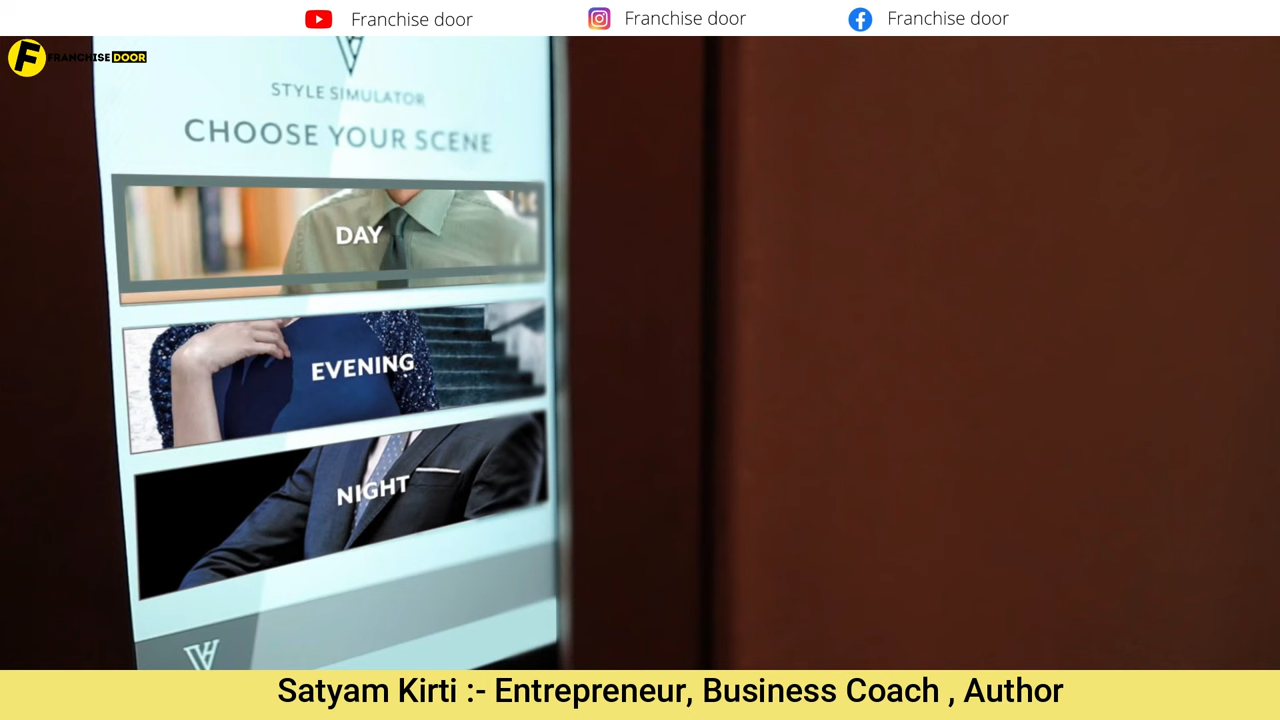 Franchise door Franchise door Franchise door
F FRANCHISE DOOR
STYLE SIMULATOR
CHOOSE YOUR SCENE
DAY
EVENING
NIGHT
Satyam Kirti :- Entrepreneur, Business Coach , Author